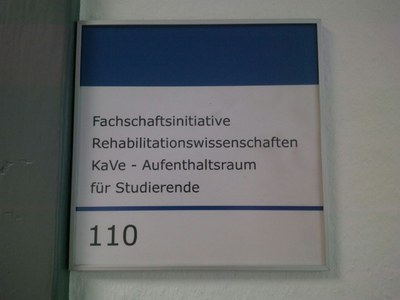 Fachschaftsinitiative
Rehabilitationswissenschaften
KaVe - Aufenthaltsraum
für Studierende
110